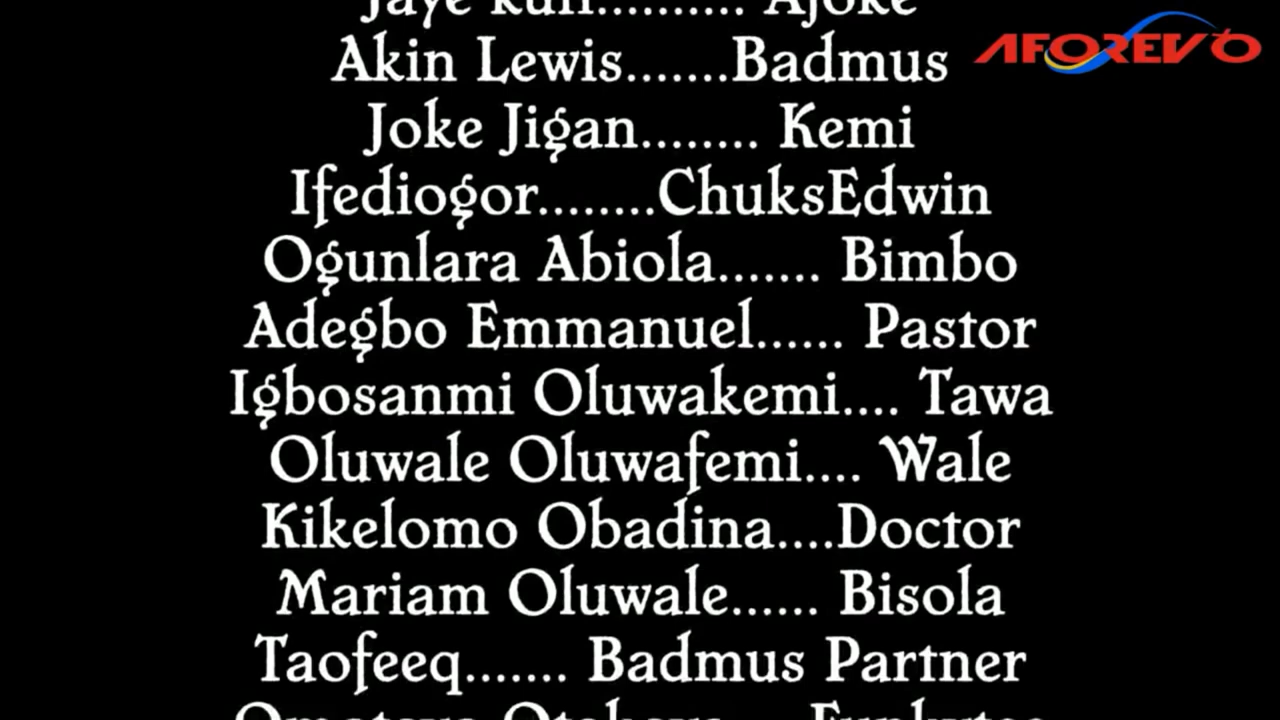 AFOREVO
Akin Lewis.......Badmus
Joke Jigan........ Kemi
Ifediogor........ChuksEdwin
Ogunlara Abiola....... Bimbo
Adegbo Emmanuel...... Pastor
Igbosanmi Oluwakemi.... Tawa
Oluwale Oluwafemi.... Wale
Kikelomo Obadina....Doctor
Mariam Oluwale...... Bisola
Taofeeq....... Badmus Partner